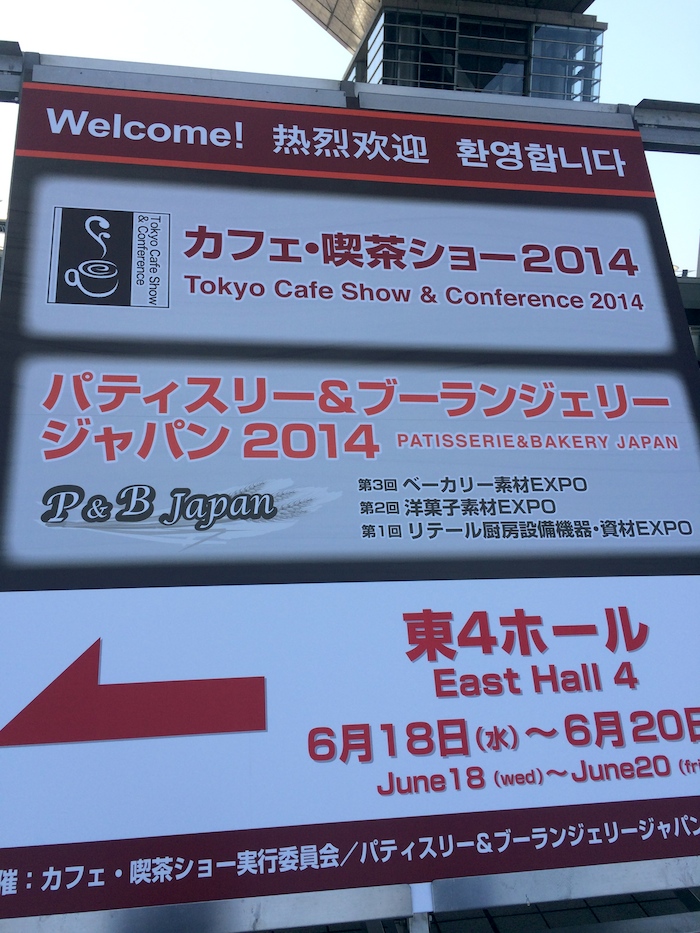 Welcome! 热烈欢迎 환영합니다
Tokyo Cafe Show
& Conference
カフェ・喫茶ショー2014
Tokyo Cafe Show & Conference 2014
パティスリー&ブーランジェリー
ジャパン 2014 PATISSERIE&BAKERY JAPAN
P & B Japan
第3回 ベーカリー素材EXPO
第2回 洋菓子素材EXPO
第1回 リテール厨房設備機器・資材EXPO
東4ホール
East Hall 4
6月18日(水)~6月20日
June18 (wed)~June20 (fri
催:カフェ・喫茶ショー実行委員会/パティスリー&ブーランジェリージャパン